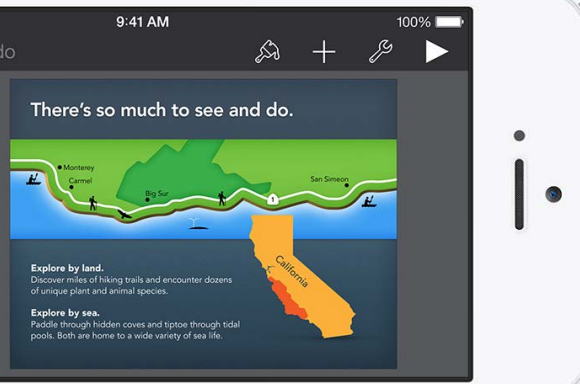 9:41 AM
100%
do
There's so much to see and do.
Monterey
Carmel
Big Sur
San Simeon
1
California
Explore by land.
Discover miles of hiking trails and encounter dozens
of unique plant and animal species.
Explore by sea.
Paddle through hidden coves and tiptoe through tidal
pools. Both are home to a wide variety of sea life.